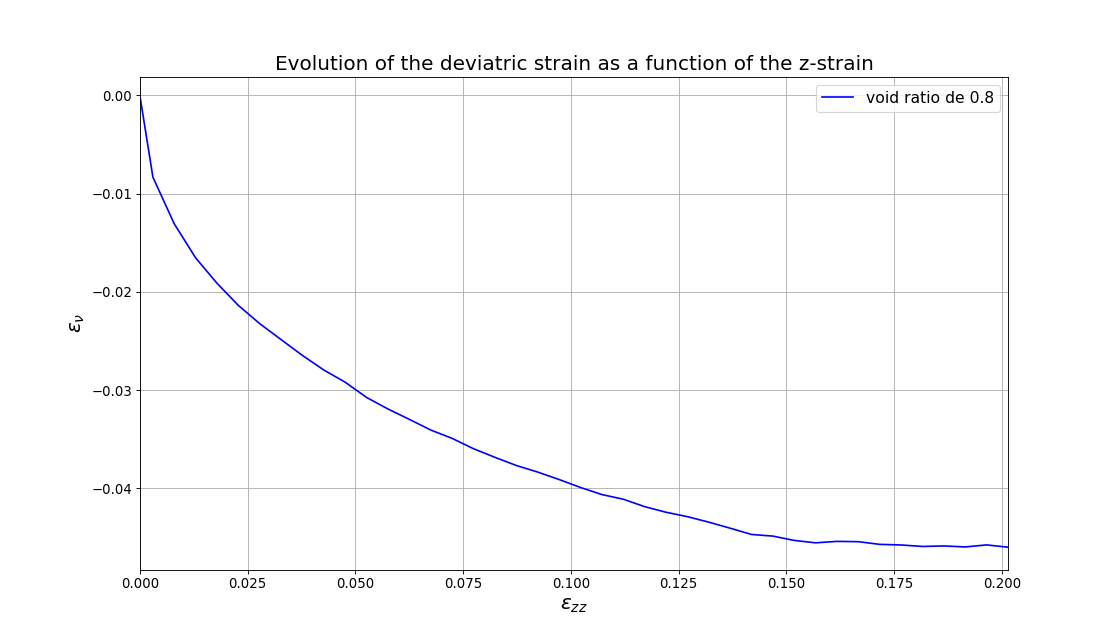 Evolution of the deviatric strain as a function of the z-strain
void ratio de 0.8
0.00
−0.01
−0.02
−0.03
−0.04
ε_ν
0.000 0.025 0.050 0.075 0.100 0.125 0.150 0.175 0.200
ε_zz